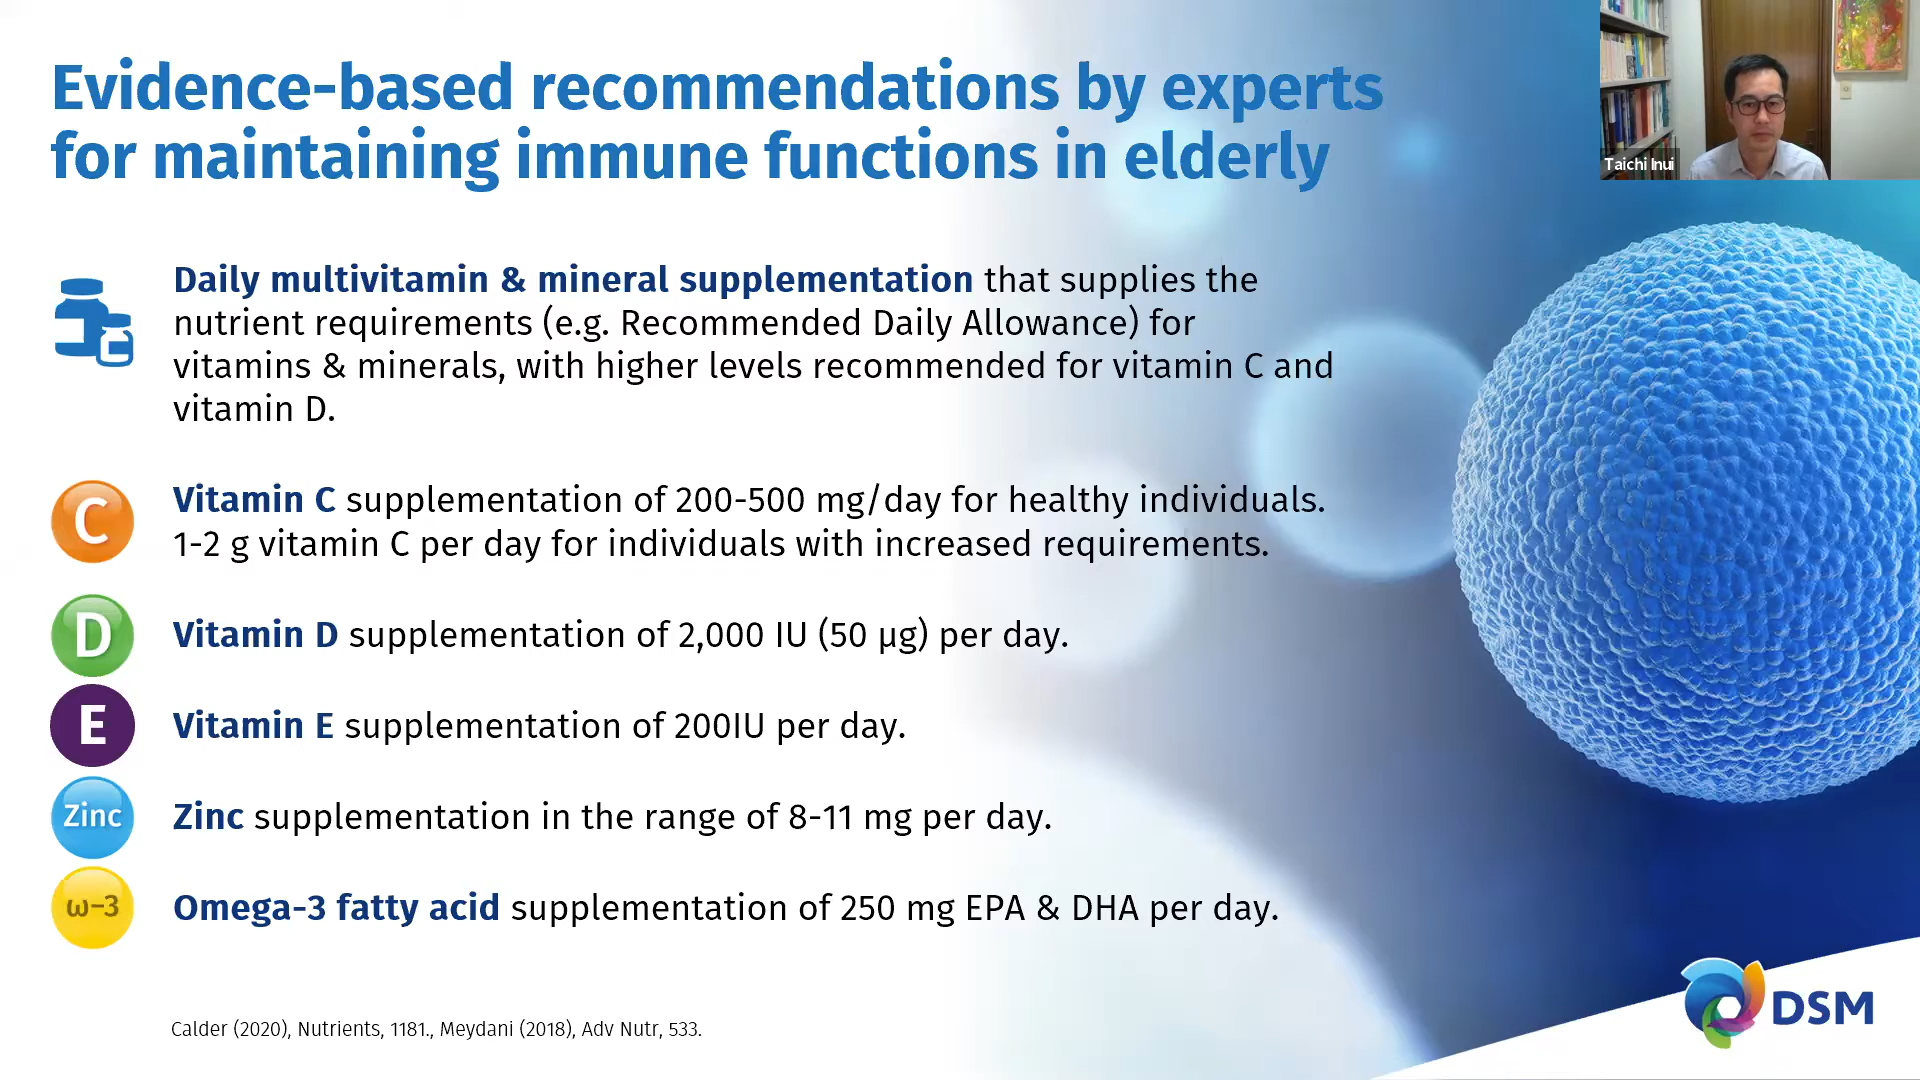 Evidence-based recommendations by experts
for maintaining immune functions in elderly
Taichi Inui
Daily multivitamin & mineral supplementation that supplies the
nutrient requirements (e.g. Recommended Daily Allowance) for
vitamins & minerals, with higher levels recommended for vitamin C and
vitamin D.
C
Vitamin C supplementation of 200-500 mg/day for healthy individuals.
1-2 g vitamin C per day for individuals with increased requirements.
D
Vitamin D supplementation of 2,000 IU (50 µg) per day.
E
Vitamin E supplementation of 200IU per day.
Zinc
Zinc supplementation in the range of 8-11 mg per day.
ω-3
Omega-3 fatty acid supplementation of 250 mg EPA & DHA per day.
Calder (2020), Nutrients, 1181., Meydani (2018), Adv Nutr, 533.
DSM